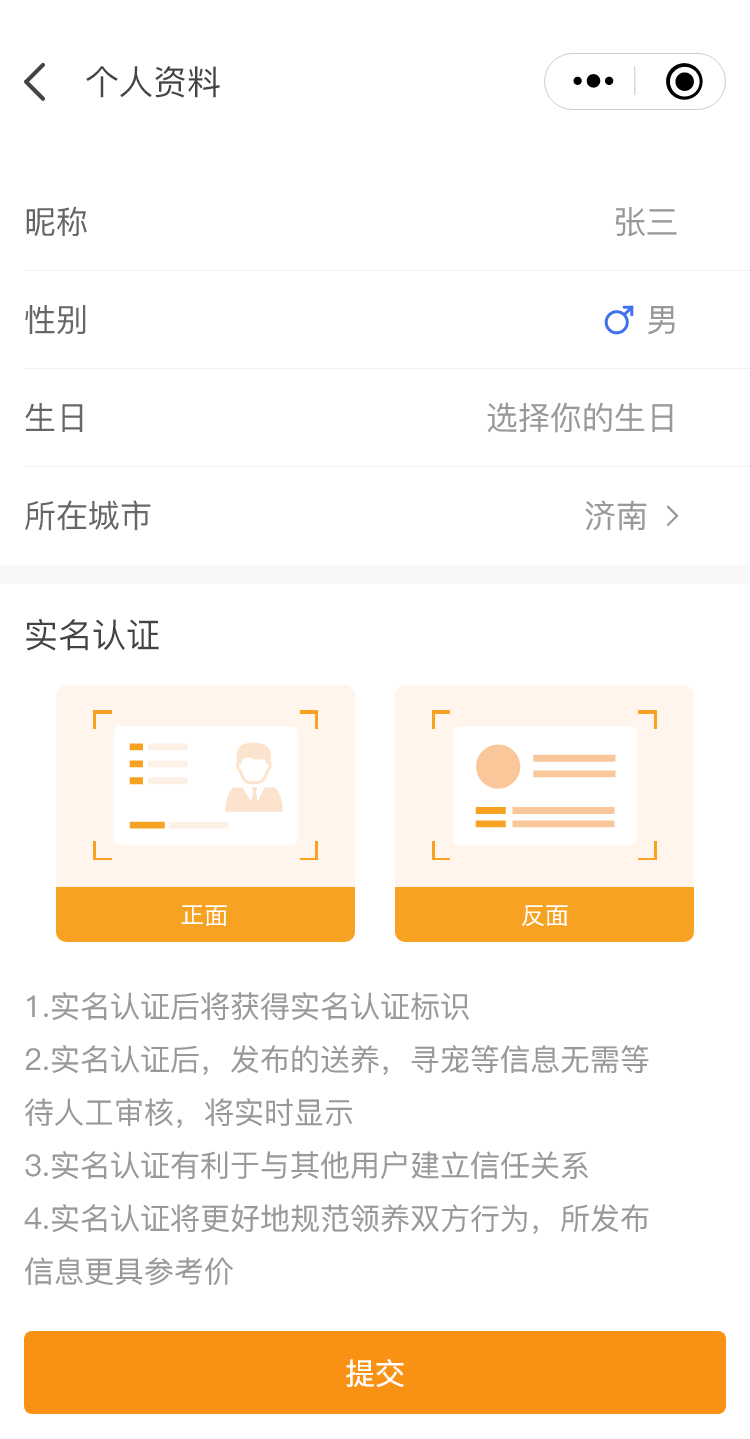 个人资料
昵称 张三
性别 男
生日 选择你的生日
所在城市 济南
实名认证
正面 反面
1.实名认证后将获得实名认证标识
2.实名认证后，发布的送养，寻宠等信息无需等
待人工审核，将实时显示
3.实名认证有利于与其他用户建立信任关系
4.实名认证将更好地规范领养双方行为，所发布
信息更具参考价
提交